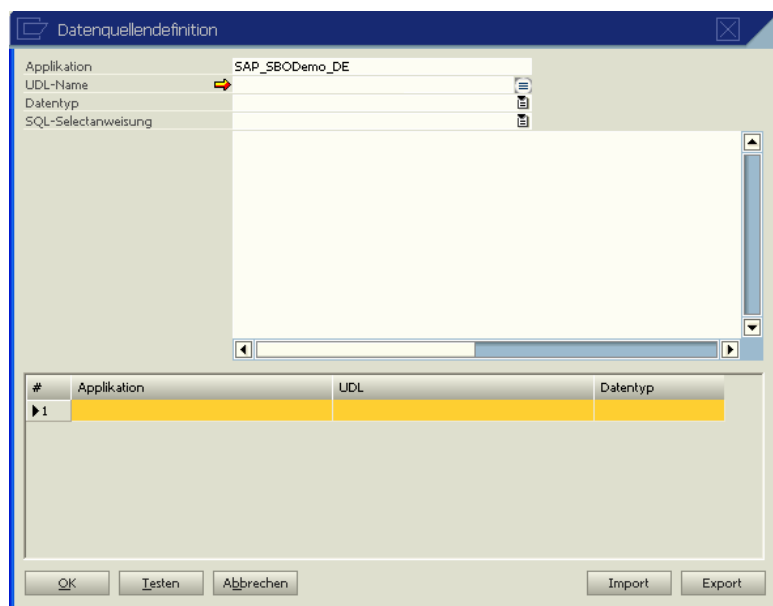 Datenquellendefinition
Applikation SAP_SBODemo_DE
UDL-Name
Datentyp
SQL-Selectanweisung
# Applikation UDL Datentyp
1
OK Testen Abbrechen Import Export